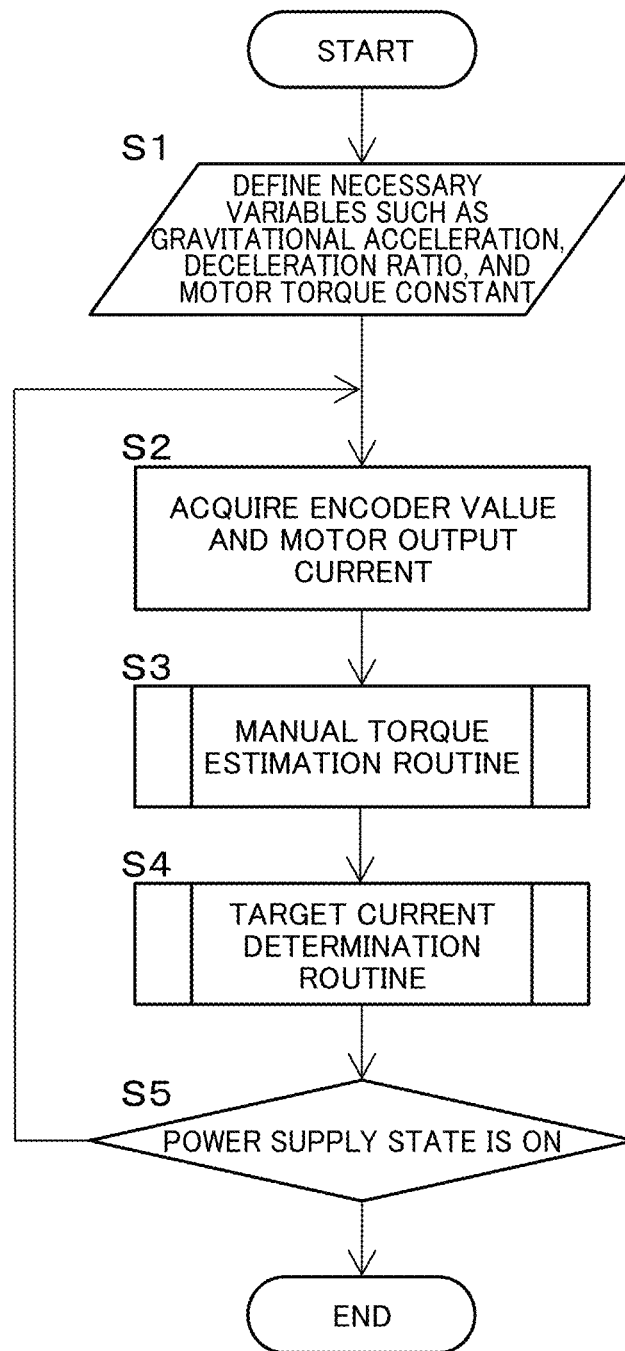 START
S1
DEFINE NECESSARY
VARIABLES SUCH AS
GRAVITATIONAL ACCELERATION,
DECELERATION RATIO, AND
MOTOR TORQUE CONSTANT
S2
ACQUIRE ENCODER VALUE
AND MOTOR OUTPUT
CURRENT
S3
MANUAL TORQUE
ESTIMATION ROUTINE
S4
TARGET CURRENT
DETERMINATION
ROUTINE
S5
POWER SUPPLY STATE IS ON
END